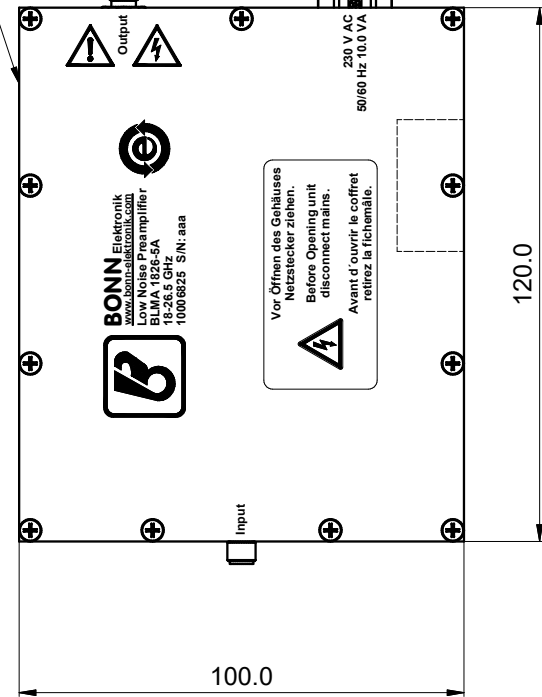 Output
230 V AC
50/60 Hz 10.0 VA
BONN Elektronik
www.bonn-elektronik.com
Low Noise Preamplifier
BLMA 1826-5A
18-26.5 GHz
10006825 S/N: aaa
Vor Öffnen des Gehäuses
Netzstecker ziehen.
Before Opening unit
disconnect mains.
Avant d´ouvrir le coffret
retirez la fichemâle.
Input
120.0
100.0